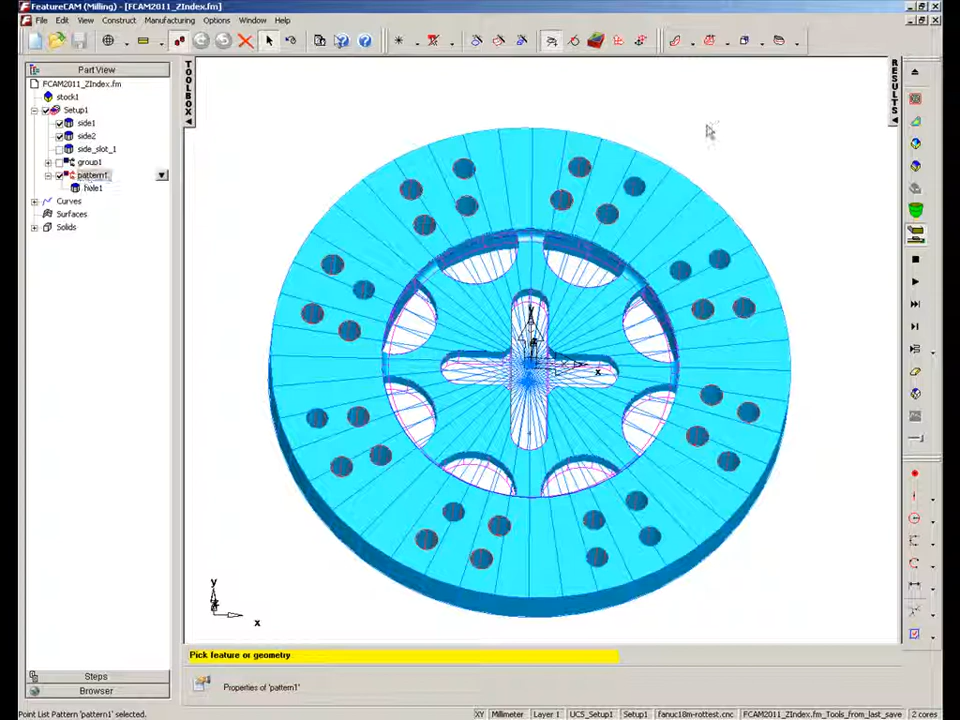 FeatureCAM (Milling) - [FCAM2011_ZIndex.fm]
File Edit View Construct Manufacturing Options Window Help
PartView
FCAM2011_ZIndex.fm
stock1
Setup1
side1
side2
side_slot_1
group1
pattern1
hole1
Curves
Surfaces
Solids
Steps
Browser
TOOLBOX
RESULTS
y
x
y
x
Pick feature or geometry
Properties of 'pattern1'
Point List Pattern 'pattern1' selected.
XY Millimeter Layer 1 UCS_Setup1 Setup1 fanuc18m-rottest.cnc FCAM2011_ZIndex.fm_Tools_from_last_save 2 cores